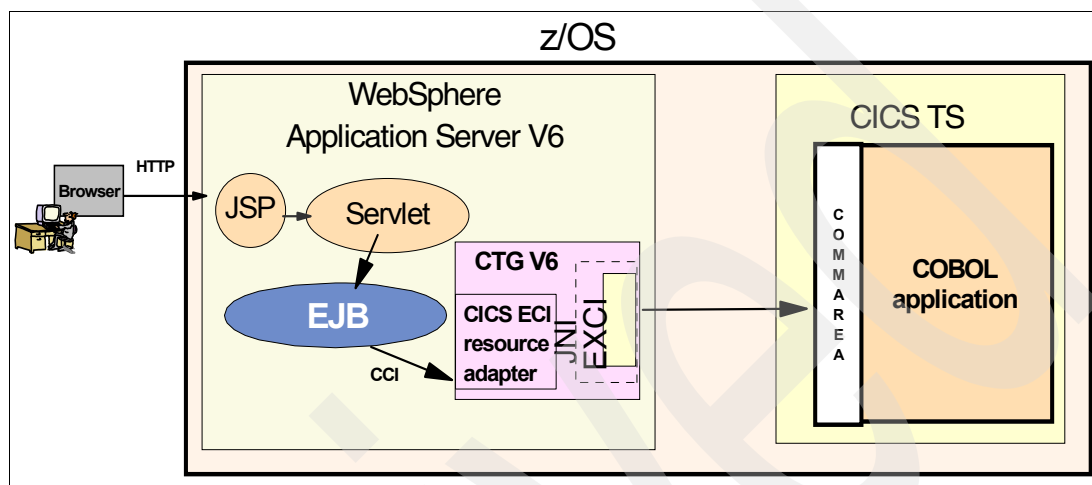 z/OS
WebSphere
Application Server V6
CICS TS
HTTP
Browser
JSP
Servlet
EJB
CCI
CTG V6
CICS ECI
resource
adapter
JNI
EXCI
COMMAREA
COBOL
application